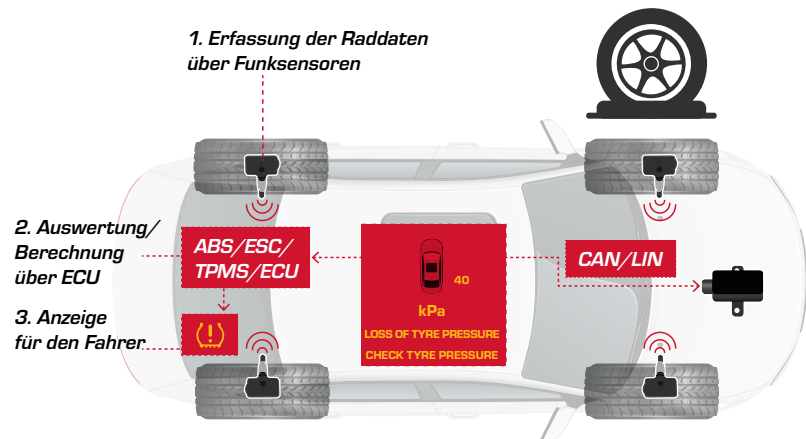 1. Erfassung der Raddaten
über Funksensoren
2. Auswertung/
Berechnung
über ECU
ABS/ESC/
TPMS/ECU
40
kPa
LOSS OF TYRE PRESSURE
CHECK TYRE PRESSURE
CAN/LIN
3. Anzeige
für den Fahrer
(!)